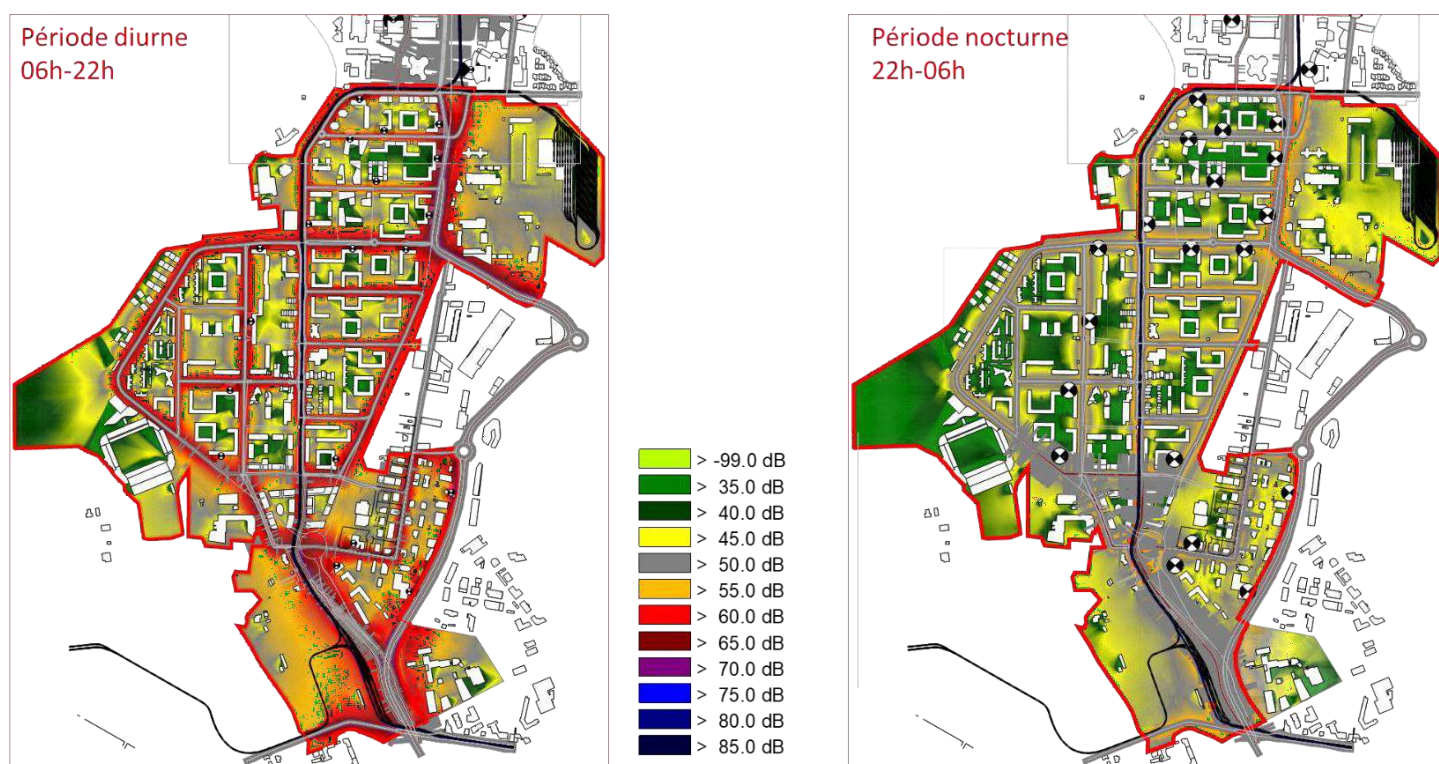 Période diurne
06h-22h
Période nocturne
22h-06h
> -99.0 dB
> 35.0 dB
> 40.0 dB
> 45.0 dB
> 50.0 dB
> 55.0 dB
> 60.0 dB
> 65.0 dB
> 70.0 dB
> 75.0 dB
> 80.0 dB
> 85.0 dB